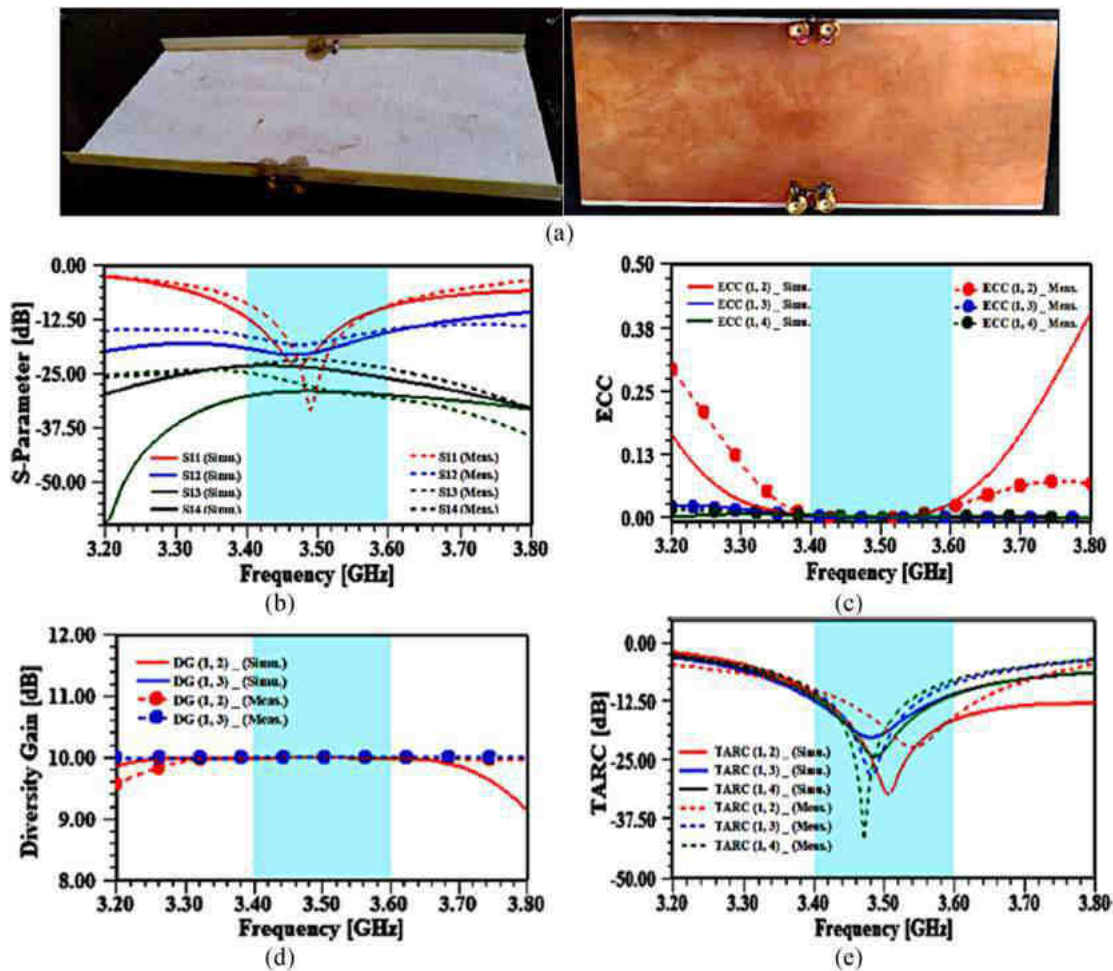 (a)
0.00
-12.50
-25.00
-37.50
-50.00
S-Parameter [dB]
S11 (Simu.)
S12 (Simu.)
S13 (Simu.)
S14 (Simu.)
S11 (Meas.)
S12 (Meas.)
S13 (Meas.)
S14 (Meas.)
3.20 3.30 3.40 3.50 3.60 3.70 3.80
Frequency [GHz]
(b)
0.50
0.38
0.25
0.13
0.00
ECC
ECC (1, 2) _ Simu.
ECC (1, 3) _ Simu.
ECC (1, 4) _ Simu.
ECC (1, 2) _ Meas.
ECC (1, 3) _ Meas.
ECC (1, 4) _ Meas.
3.20 3.30 3.40 3.50 3.60 3.70 3.80
Frequency [GHz]
(c)
12.00
11.00
10.00
9.00
8.00
Diversity Gain [dB]
DG (1, 2) _ (Simu.)
DG (1, 3) _ (Simu.)
DG (1, 2) _ (Meas.)
DG (1, 3) _ (Meas.)
3.20 3.30 3.40 3.50 3.60 3.70 3.80
Frequency [GHz]
(d)
0.00
-12.50
-25.00
-37.50
-50.00
TARC [dB]
TARC (1, 2) _ (Simu.)
TARC (1, 3) _ (Simu.)
TARC (1, 4) _ (Simu.)
TARC (1, 2) _ (Meas.)
TARC (1, 3) _ (Meas.)
TARC (1, 4) _ (Meas.)
3.20 3.30 3.40 3.50 3.60 3.70 3.80
Frequency [GHz]
(e)